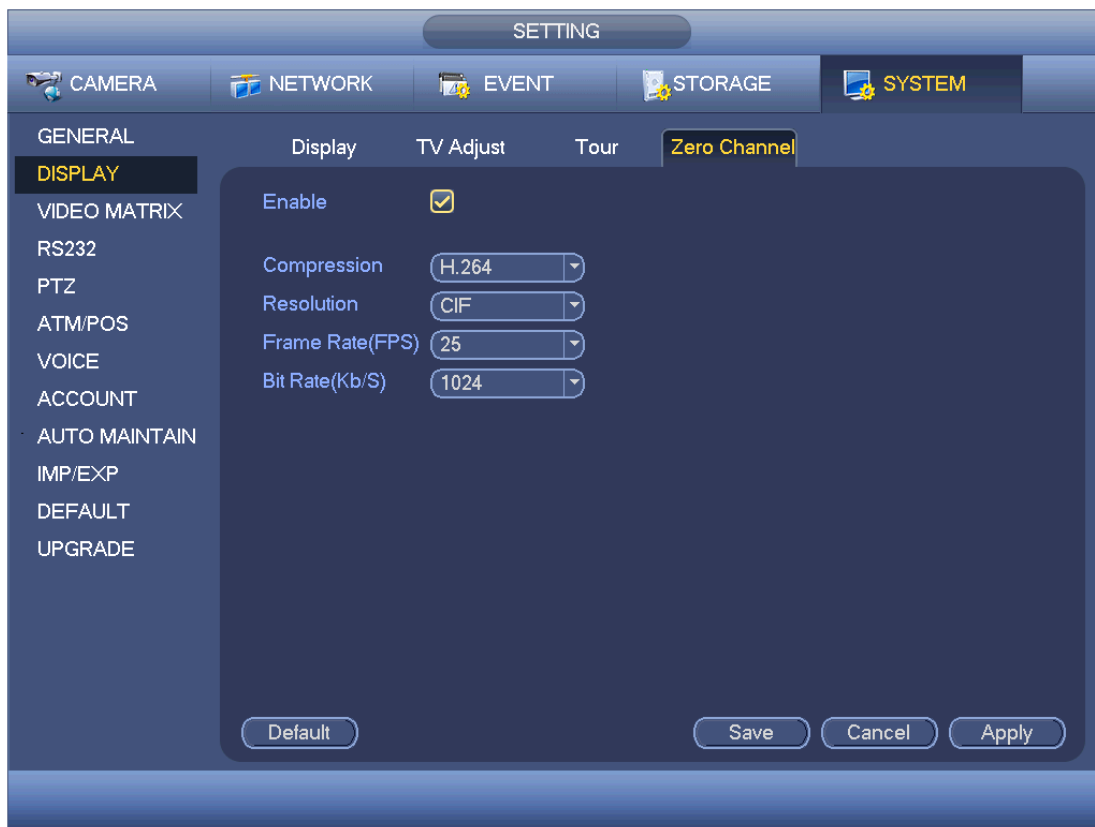 SETTING
CAMERA NETWORK EVENT STORAGE SYSTEM
GENERAL
DISPLAY
VIDEO MATRIX
RS232
PTZ
ATM/POS
VOICE
ACCOUNT
AUTO MAINTAIN
IMP/EXP
DEFAULT
UPGRADE
Display TV Adjust Tour Zero Channel
Enable
Compression H.264
Resolution CIF
Frame Rate(FPS) 25
Bit Rate(Kb/S) 1024
Default Save Cancel Apply